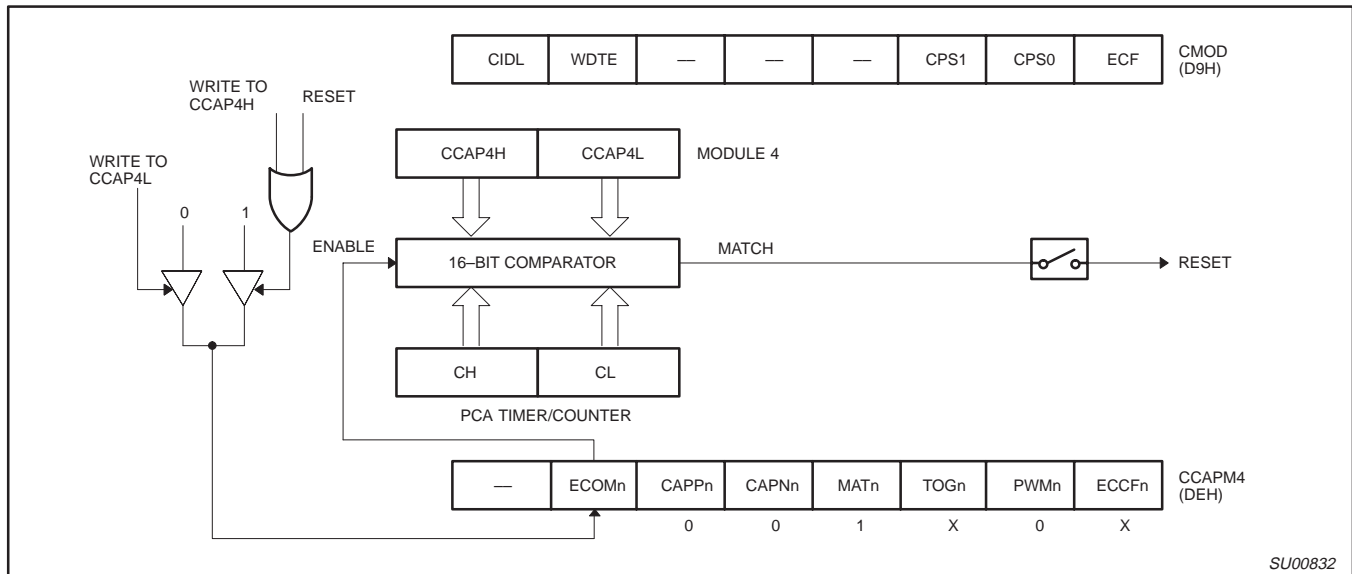 CIDL WDTE — — — CPS1 CPS0 ECF
CMOD
(D9H)
WRITE TO
CCAP4H
RESET
CCAP4H CCAP4L
MODULE 4
WRITE TO
CCAP4L
0
1
ENABLE
16–BIT COMPARATOR
MATCH
RESET
CH CL
PCA TIMER/COUNTER
— ECOMn CAPPn CAPNn MATn TOGn PWMn ECCFn
CCAPM4
(DEH)
0 0 1 X 0 X
SU00832